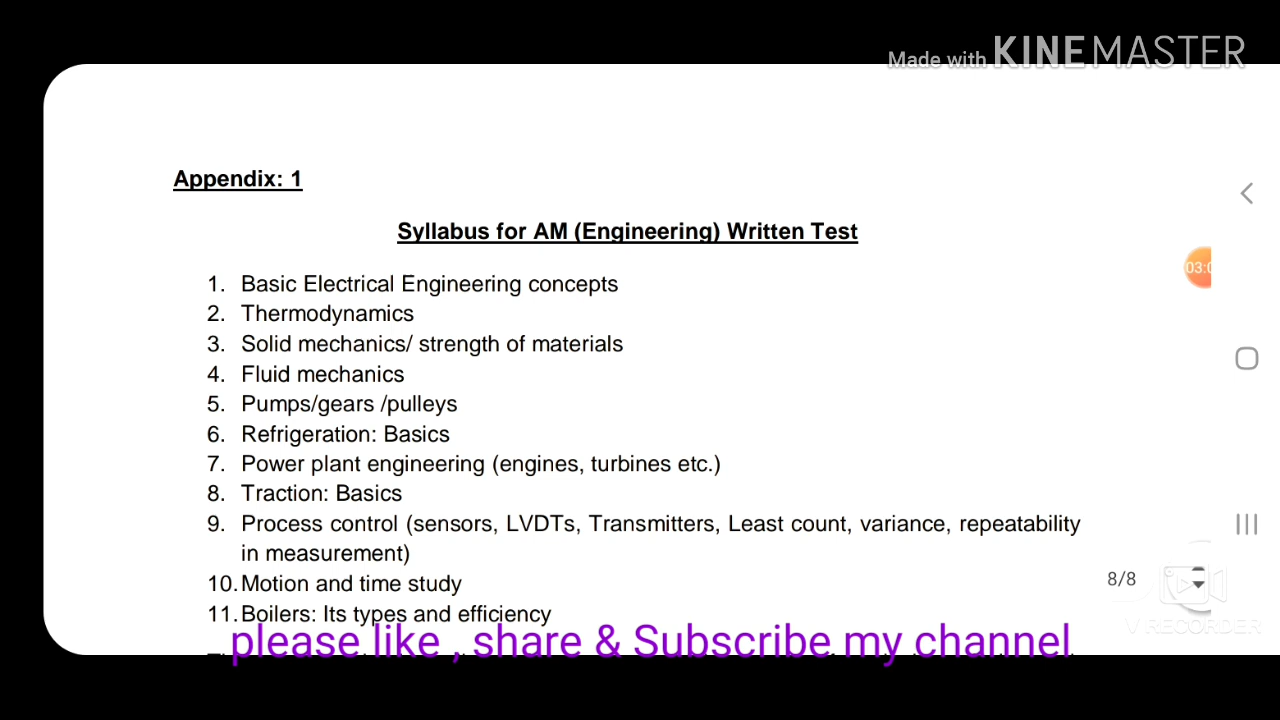 Made with KINEMASTER
Appendix: 1
Syllabus for AM (Engineering) Written Test
1. Basic Electrical Engineering concepts
2. Thermodynamics
3. Solid mechanics/ strength of materials
4. Fluid mechanics
5. Pumps/gears /pulleys
6. Refrigeration: Basics
7. Power plant engineering (engines, turbines etc.)
8. Traction: Basics
9. Process control (sensors, LVDTs, Transmitters, Least count, variance, repeatability
in measurement)
10. Motion and time study
11. Boilers: Its types and efficiency
8/8
V RECORDER
please like , share & Subscribe my channel